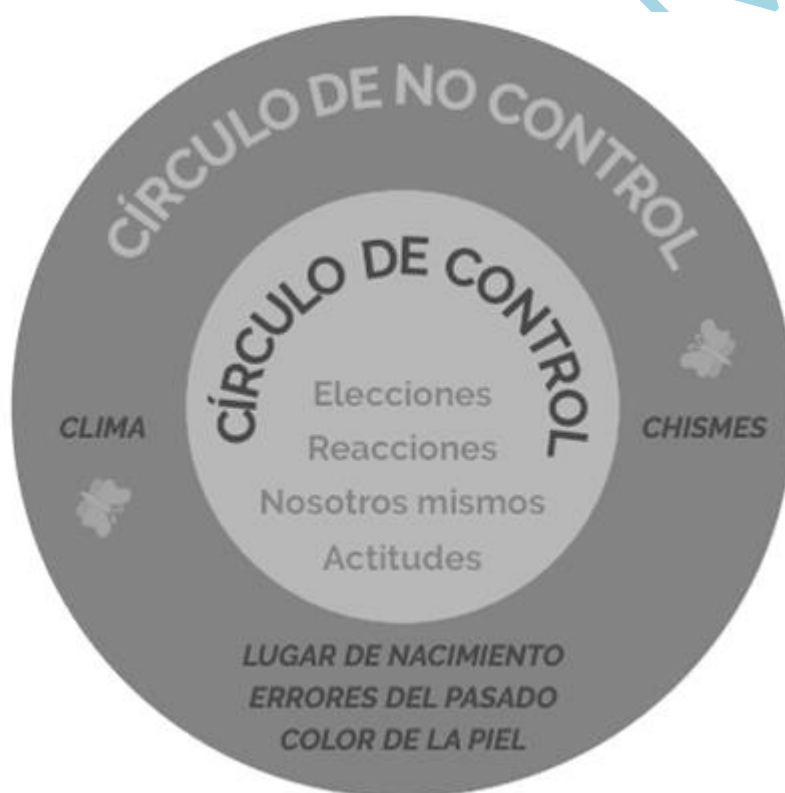 CÍRCULO DE NO CONTROL
CÍRCULO DE CONTROL
Elecciones
Reacciones
Nosotros mismos
Actitudes
CLIMA
CHISMES
LUGAR DE NACIMIENTO
ERRORES DEL PASADO
COLOR DE LA PIEL